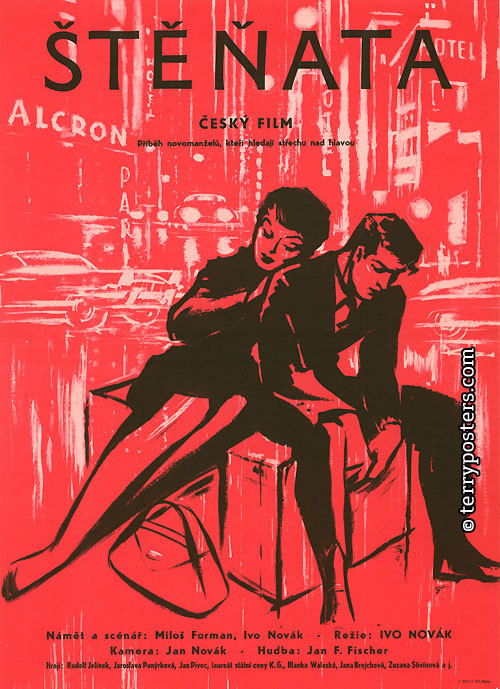 ŠTĚŇATA
HOTEL
OTEL
ALCRON
ČESKÝ FILM
Příběh novomanželů, kteří hledají střechu nad hlavou
HOTEL
PAR
© terryposters.com
Námět a scénář: Miloš Forman, Ivo Novák · Režie: IVO NOVÁK
Kamera: Jan Novák · Hudba: Jan F. Fischer
Hrají: Rudolf Jelínek, Jaroslava Panýrková, Jan Pivec, laureát státní ceny K. G., Blanka Waleská, Jana Brejchová, Zuzana Stivínová a j.